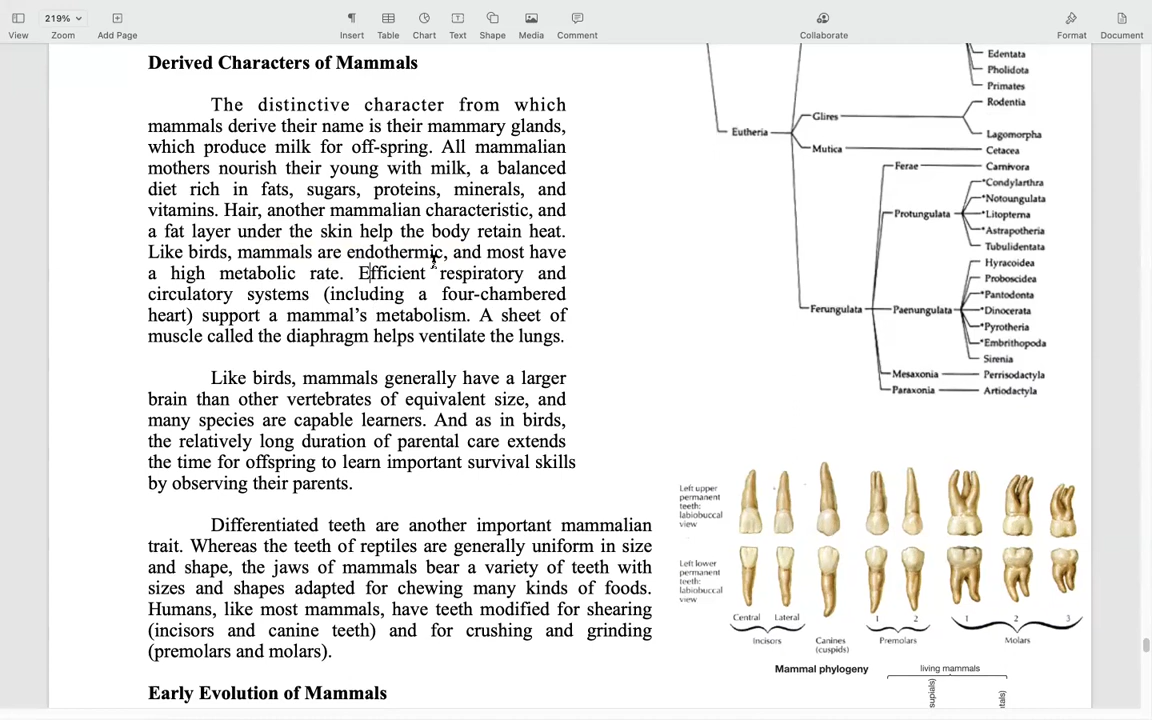 219%
View
Zoom
Add Page
Insert
Table
Chart
Text
Shape
Media
Comment
Collaborate
Format
Document
Derived Characters of Mammals
The distinctive character from which
mammals derive their name is their mammary glands,
which produce milk for off-spring. All mammalian
mothers nourish their young with milk, a balanced
diet rich in fats, sugars, proteins, minerals, and
vitamins. Hair, another mammalian characteristic, and
a fat layer under the skin help the body retain heat.
Like birds, mammals are endothermic, and most have
a high metabolic rate. Efficient respiratory and
circulatory systems (including a four-chambered
heart) support a mammal's metabolism. A sheet of
muscle called the diaphragm helps ventilate the lungs.
Like birds, mammals generally have a larger
brain than other vertebrates of equivalent size, and
many species are capable learners. And as in birds,
the relatively long duration of parental care extends
the time for offspring to learn important survival skills
by observing their parents.
Differentiated teeth are another important mammalian
trait. Whereas the teeth of reptiles are generally uniform in size
and shape, the jaws of mammals bear a variety of teeth with
sizes and shapes adapted for chewing many kinds of foods.
Humans, like most mammals, have teeth modified for shearing
(incisors and canine teeth) and for crushing and grinding
(premolars and molars).
Early Evolution of Mammals
Edentata
Pholidota
Primates
Rodentia
Glires
Eutheria
Lagomorpha
Mutica
Cetacea
Ferae
Carnivora
*Condylarthra
*Notoungulata
Protungulata
*Litopterna
*Astrapotheria
Tubulidentata
Hyracoidea
Proboscidea
*Pantodonta
Ferungulata
Paenungulata
*Dinocerata
*Pyrotheria
*Embrithopoda
Sirenia
Mesaxonia
Perrisodactyla
Paraxonia
Artiodactyla
Left upper
permanent
teeth:
labiobuccal
view
Left lower
permanent
teeth:
labiobuccal
view
Central
Lateral
Incisors
Canines
(cuspids)
1
2
Premolars
1
2
3
Molars
Mammal phylogeny
living mammals